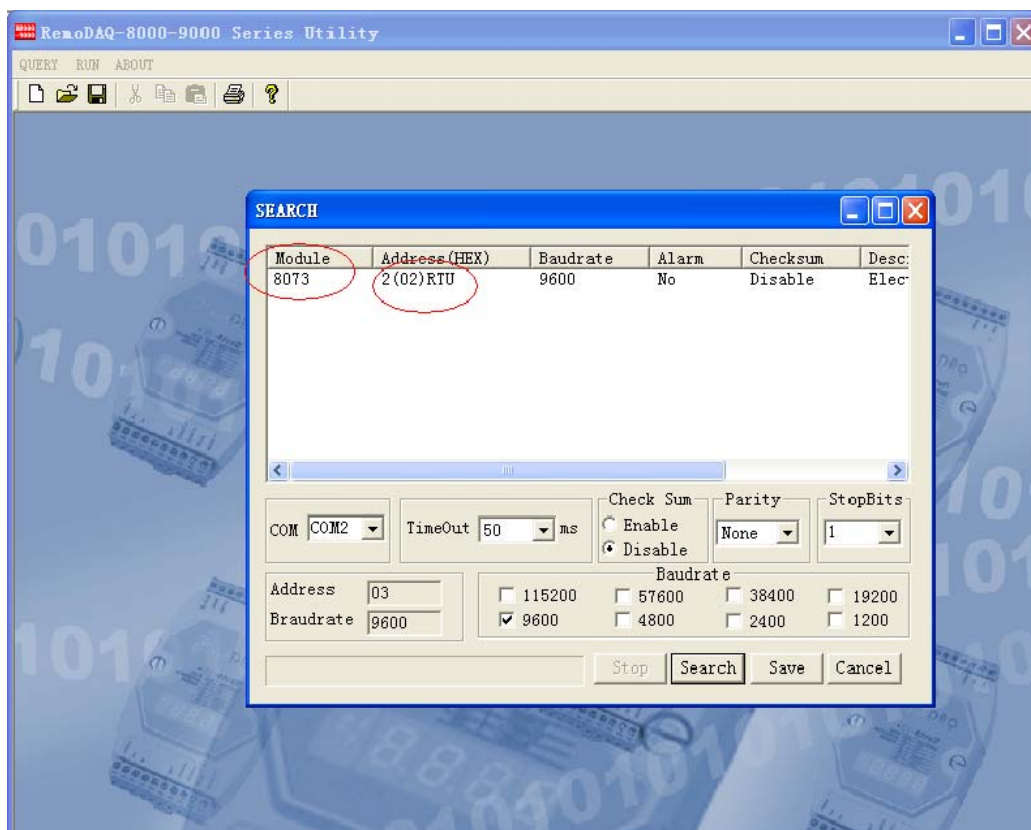 RemoDAQ-8000-9000 Series Utility
QUERY RUN ABOUT
SEARCH
Module Address(HEX) Baudrate Alarm Checksum Desc:
8073 2(02)RTU 9600 No Disable Elec
Check Sum Parity StopBits
COM COM2 TimeOut 50 ms Enable None 1
Disable
Baudrate
Address 03 115200 57600 38400 19200
Braudrate 9600 9600 4800 2400 1200
Stop Search Save Cancel